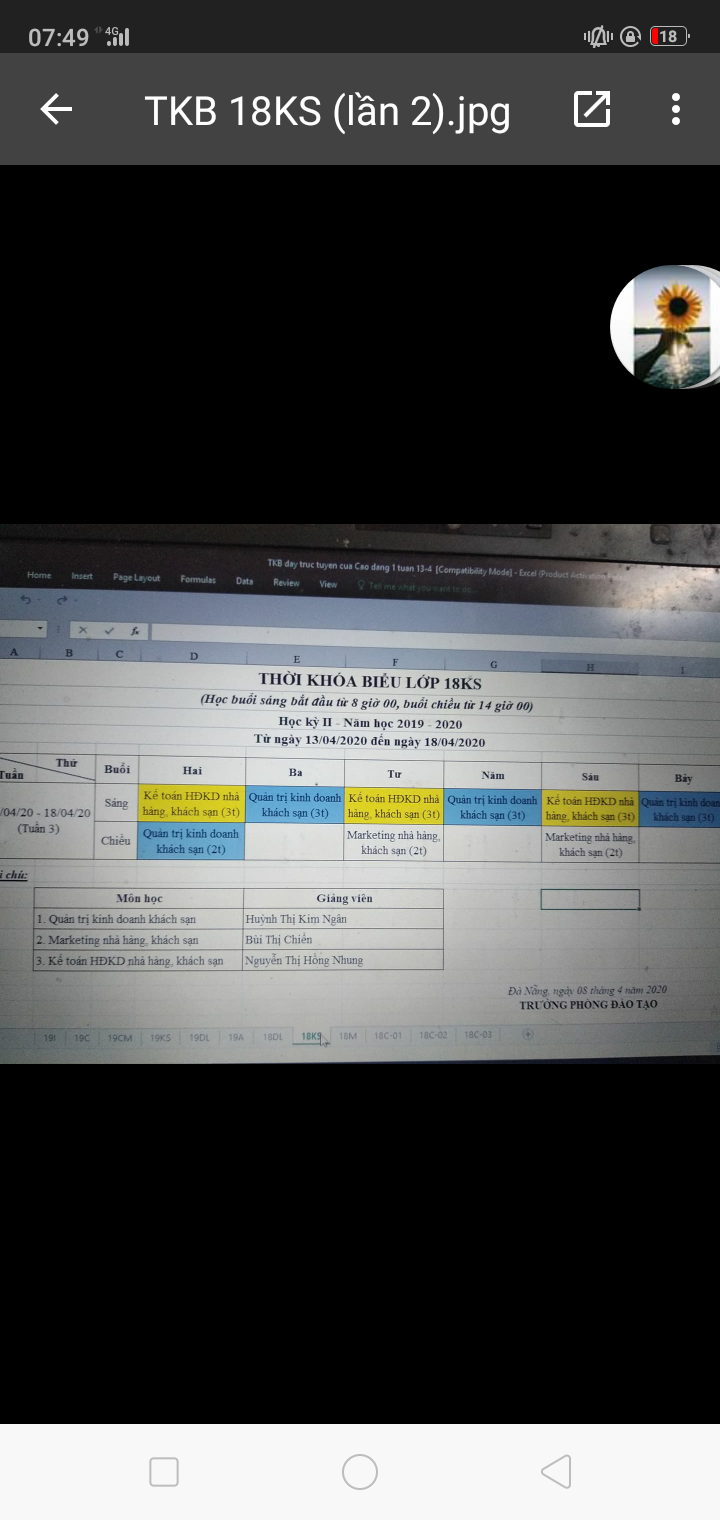 07:49 4G 18
TKB 18KS (lần 2).jpg
TKB day truc tuyen cua Cao dang 1 tuan 13-4 [Compatibility Mode] - Excel (Product Activation
Home Insert Page Layout Formulas Data Review View Tell me what you want to do...
fx
A B C D E F G H I
THỜI KHÓA BIỂU LỚP 18KS
(Học buổi sáng bắt đầu từ 8 giờ 00, buổi chiều từ 14 giờ 00)
Học kỳ II - Năm học 2019 - 2020
Từ ngày 13/04/2020 đến ngày 18/04/2020
Thứ
Tuần Buổi Hai Ba Tư Năm Sáu Bảy
/04/20 - 18/04/20
(Tuần 3)
Sáng
Kế toán HĐKD nhà
hàng, khách sạn (3t)
Quản trị kinh doanh
khách sạn (3t)
Kế toán HĐKD nhà
hàng, khách sạn (3t)
Quản trị kinh doanh
khách sạn (3t)
Kế toán HĐKD nhà
hàng, khách sạn (3t)
Quản trị kinh doan
khách sạn (3t)
Chiều
Quản trị kinh doanh
khách sạn (2t)
Marketing nhà hàng,
khách sạn (2t)
Marketing nhà hàng,
khách sạn (2t)
i chú:
Môn học Giảng viên
1. Quản trị kinh doanh khách sạn Huỳnh Thị Kim Ngân
2. Marketing nhà hàng, khách sạn Bùi Thị Chiến
3. Kế toán HĐKD nhà hàng, khách sạn Nguyễn Thị Hồng Nhung
Đà Nẵng, ngày 08 tháng 4 năm 2020
TRƯỞNG PHÒNG ĐÀO TẠO
19I 19C 19CM 19KS 19DL 19A 18DL 18KS 18M 18C-01 18C-02 18C-03